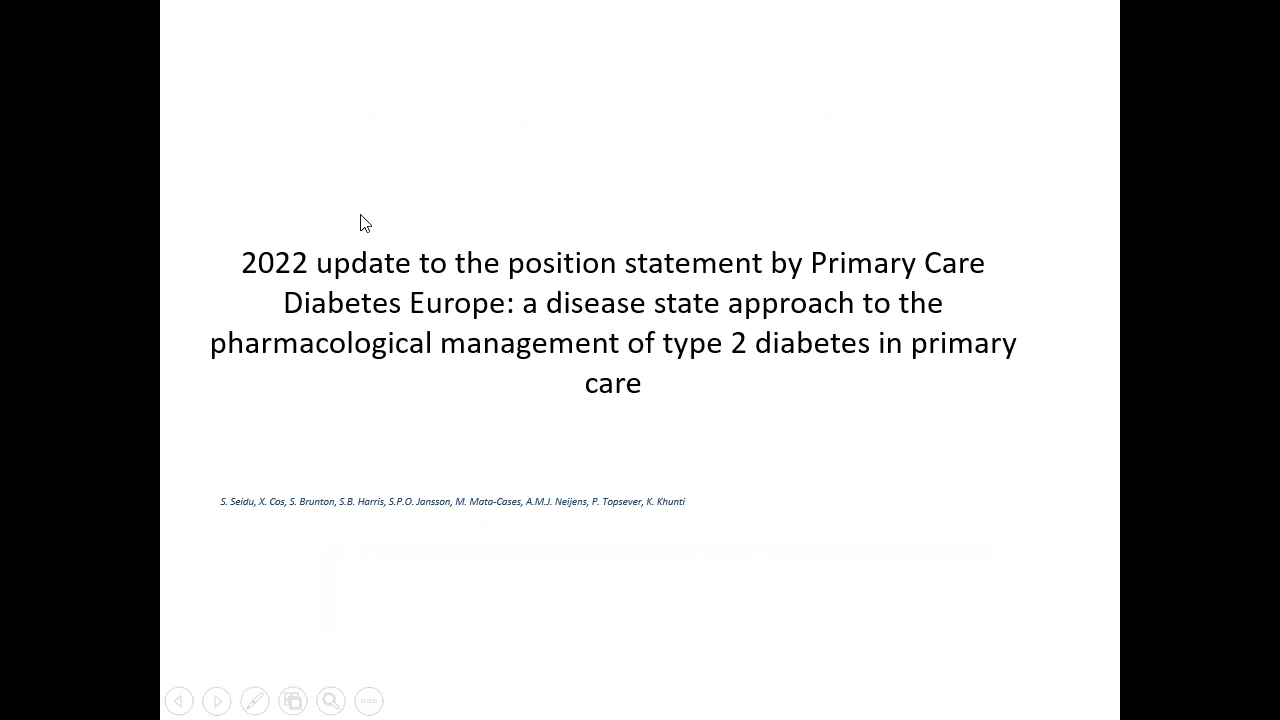 2022 update to the position statement by Primary Care
Diabetes Europe: a disease state approach to the
pharmacological management of type 2 diabetes in primary
care
S. Seidu, X. Cos, S. Brunton, S.B. Harris, S.P.O. Jansson, M. Mata-Cases, A.M.J. Neijens, P. Topsever, K. Khunti